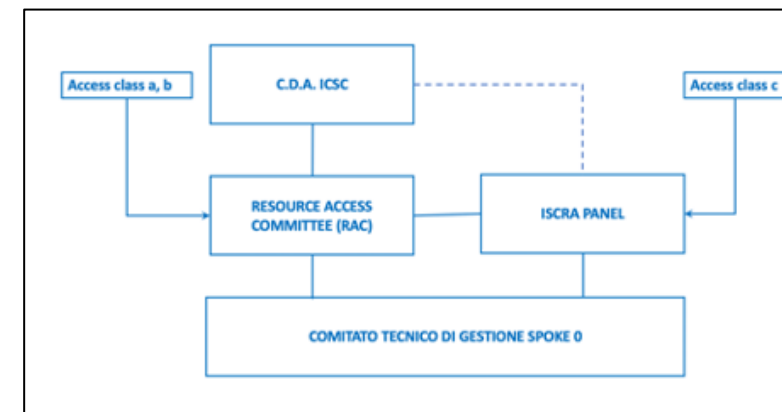 Access class a, b
C.D.A. ICSC
Access class c
RESOURCE ACCESS
COMMITTEE (RAC)
ISCRA PANEL
COMITATO TECNICO DI GESTIONE SPOKE 0